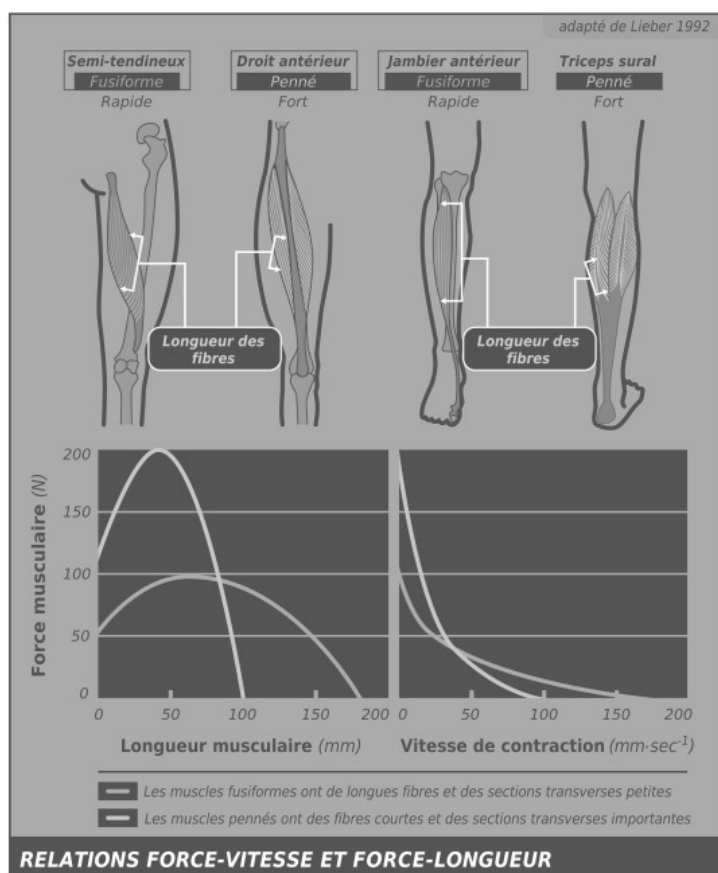 adapté de Lieber 1992
Semi-tendineux
Fusiforme
Rapide
Droit antérieur
Penné
Fort
Jambier antérieur
Fusiforme
Rapide
Triceps sural
Penné
Fort
Longueur des
fibres
Longueur des
fibres
Force musculaire (N)
200
150
100
50
0
0 50 100 150 200
Longueur musculaire (mm)
0 50 100 150 200
Vitesse de contraction (mm·sec⁻¹)
Les muscles fusiformes ont de longues fibres et des sections transverses petites
Les muscles pennés ont des fibres courtes et des sections transverses importantes
RELATIONS FORCE-VITESSE ET FORCE-LONGUEUR